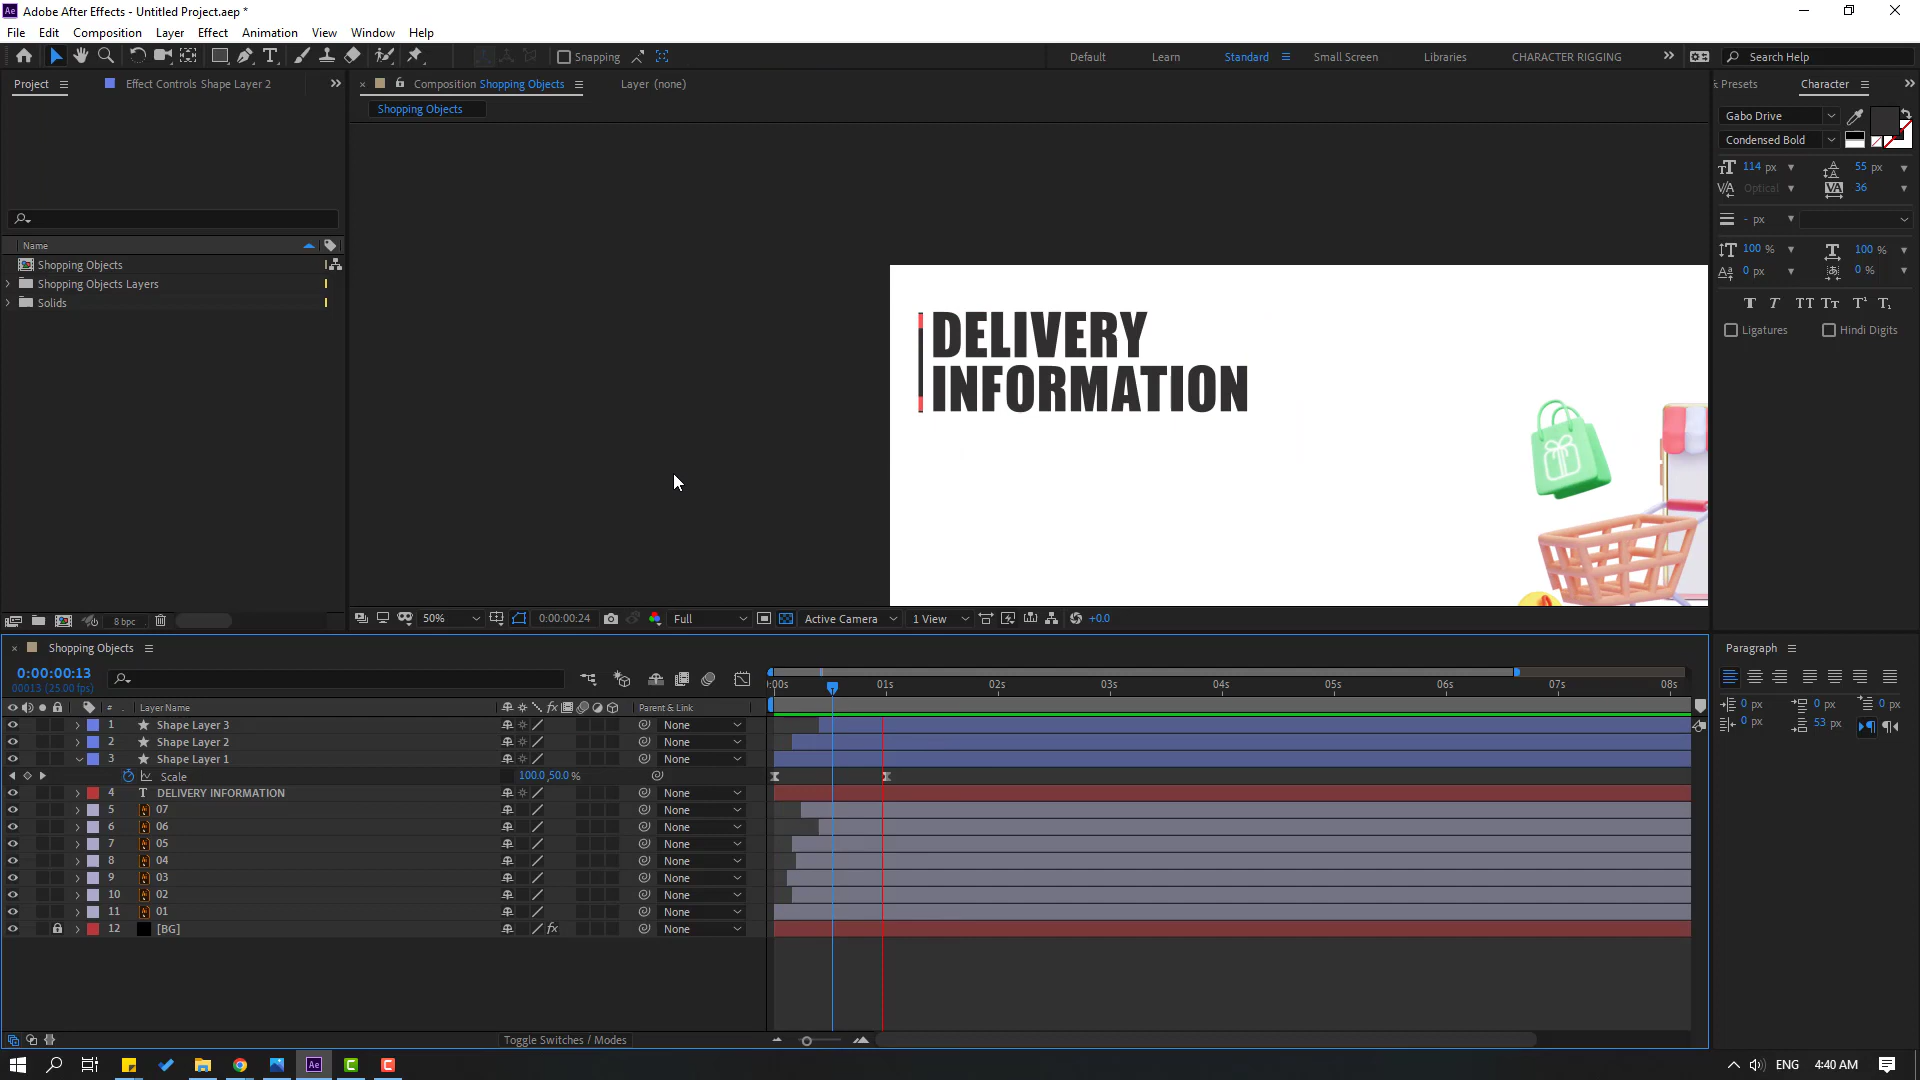 Adobe After Effects - Untitled Project.aep *
File Edit Composition Layer Effect Animation View Window Help
Snapping
Default Learn Standard Small Screen Libraries CHARACTER RIGGING
Search Help
Project Effect Controls Shape Layer 2
Composition Shopping Objects Layer (none)
Presets Character
Shopping Objects
Gabo Drive
Condensed Bold
114 px 55 px
Optical 36
- px
100 % 100 %
0 px 0 %
Ligatures Hindi Digits
Name
Shopping Objects
Shopping Objects Layers
Solids
DELIVERY
INFORMATION
8 bpc
50% 0:00:00:24 Full Active Camera 1 View +0.0
Shopping Objects
0:00:00:13
00013 (25.00 fps)
:00s 01s 02s 03s 04s 05s 06s 07s 08s
# Layer Name Parent & Link
1 Shape Layer 3 None
2 Shape Layer 2 None
3 Shape Layer 1 None
Scale 100.0,50.0 %
4 T DELIVERY INFORMATION None
5 07 None
6 06 None
7 05 None
8 04 None
9 03 None
10 02 None
11 01 None
12 [BG] None
Toggle Switches / Modes
Paragraph
0 px 0 px 0 px
0 px 53 px
ENG 4:40 AM